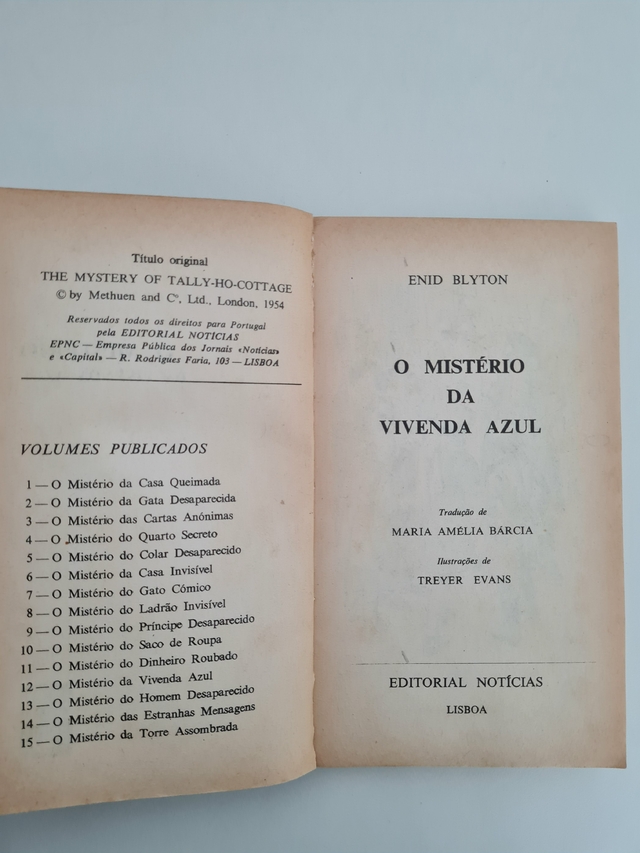 Título original
THE MYSTERY OF TALLY-HO-COTTAGE
© by Methuen and Cº, Ltd., London, 1954
Reservados todos os direitos para Portugal
pela EDITORIAL NOTÍCIAS
EPNC — Empresa Pública dos Jornais «Notícias»
e «Capital» — R. Rodrigues Faria, 103 — LISBOA
VOLUMES PUBLICADOS
1 — O Mistério da Casa Queimada
2 — O Mistério da Gata Desaparecida
3 — O Mistério das Cartas Anónimas
4 — O Mistério do Quarto Secreto
5 — O Mistério do Colar Desaparecido
6 — O Mistério da Casa Invisível
7 — O Mistério do Gato Cómico
8 — O Mistério do Ladrão Invisível
9 — O Mistério do Príncipe Desaparecido
10 — O Mistério do Saco de Roupa
11 — O Mistério do Dinheiro Roubado
12 — O Mistério da Vivenda Azul
13 — O Mistério do Homem Desaparecido
14 — O Mistério das Estranhas Mensagens
15 — O Mistério da Torre Assombrada
ENID BLYTON
O MISTÉRIO
DA
VIVENDA AZUL
Tradução de
MARIA AMÉLIA BÁRCIA
Ilustrações de
TREYER EVANS
EDITORIAL NOTÍCIAS
LISBOA